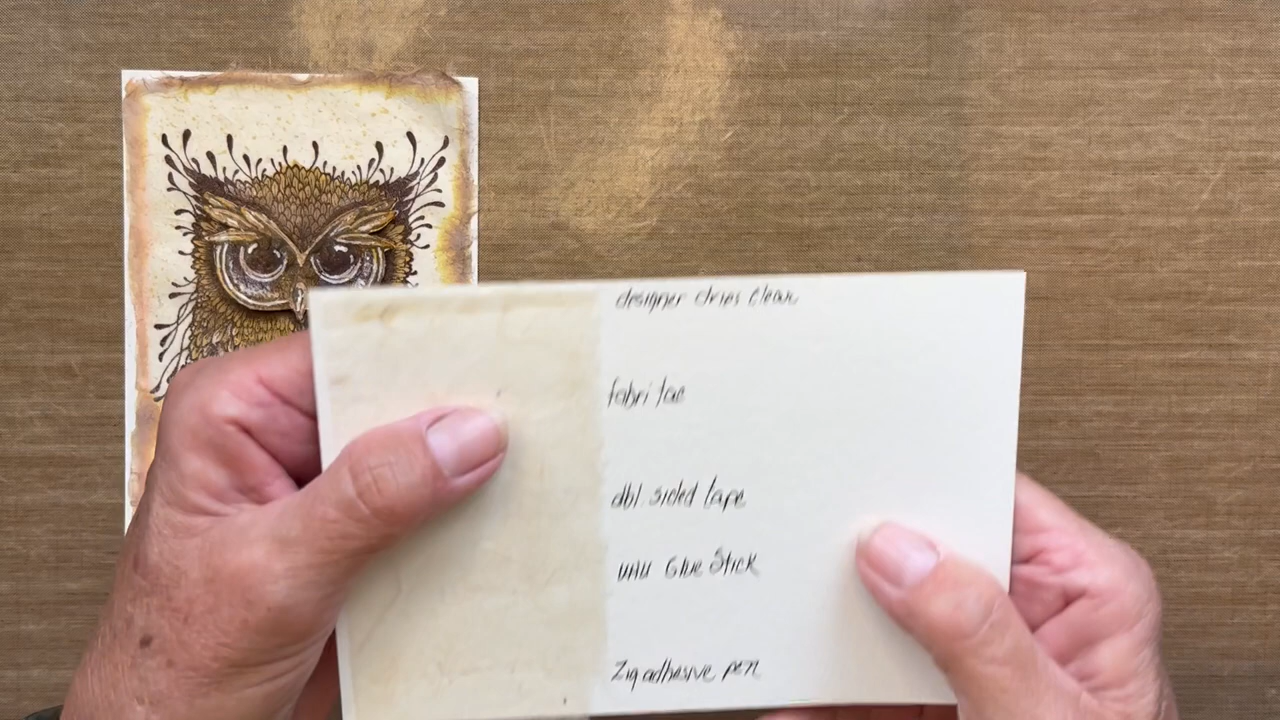 designer dries clear
fabri tac
dbl. sided tape
UHU Glue Stick
Zig adhesive pen